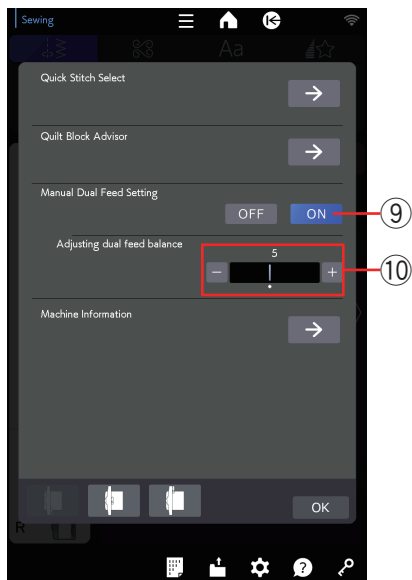 Sewing
Aa
Quick Stitch Select
Quilt Block Advisor
Manual Dual Feed Setting
OFF ON ⑨
Adjusting dual feed balance
5
− + ⑩
Machine Information
OK
R
?